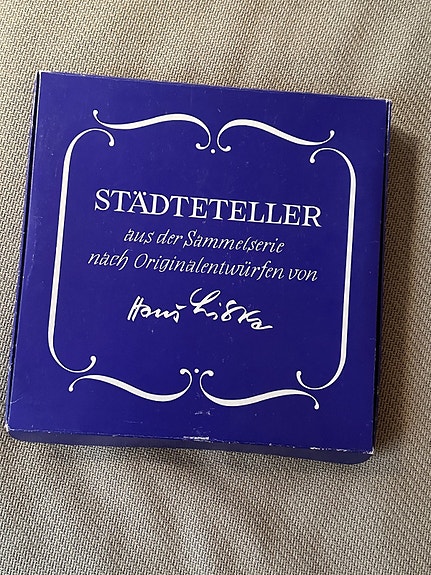 STÄDTETELLER
aus der Sammelserie
nach Originalentwürfen von
Hans Liska